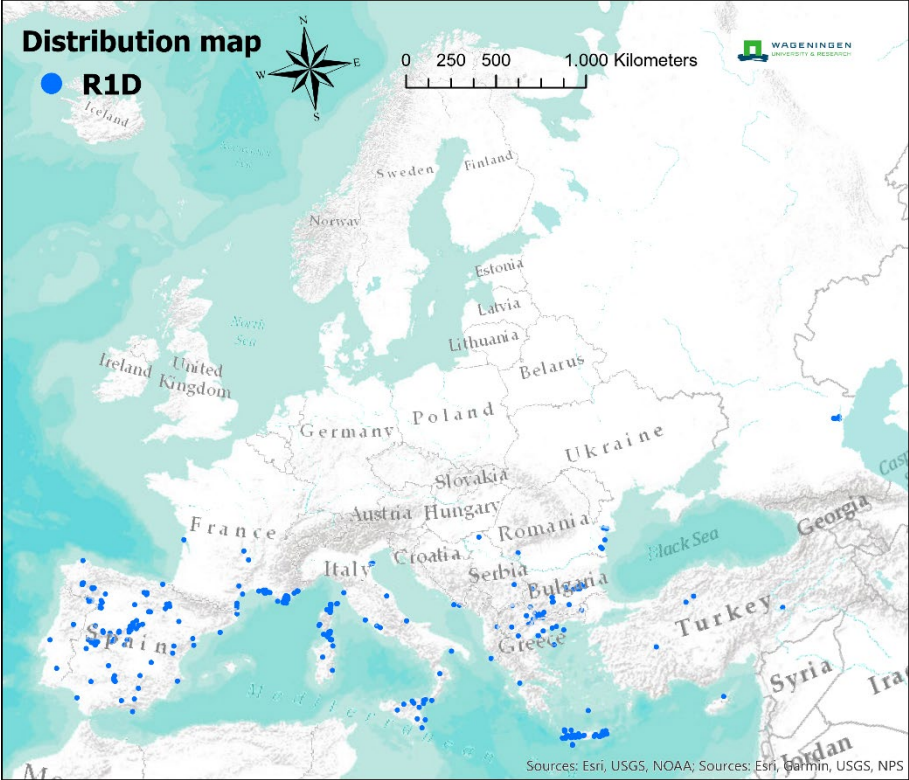 Distribution map
R1D
N
W
E
S
0 250 500 1.000 Kilometers
WAGENINGEN
UNIVERSITY & RESEARCH
Iceland
Sweden
Finland
Norway
Estonia
North
Sea
Latvia
Lithuania
Ireland
United
Kingdom
Belarus
Poland
Germany
Ukraine
Slovakia
Austria
Hungary
France
Romania
Georgia
Black Sea
Croatia
Italy
Serbia
Bulgaria
Spain
Turkey
Greece
Syria
Mediterranean
Jordan
Sources: Esri, USGS, NOAA; Sources: Esri, Garmin, USGS, NPS